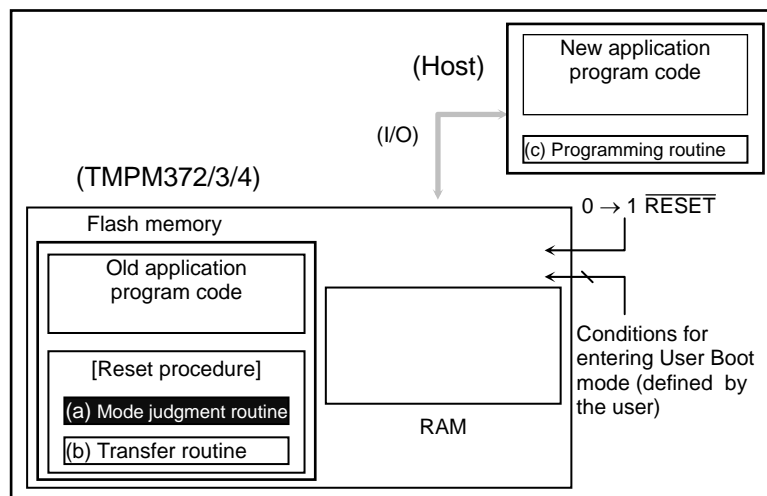 New application
program code
(Host)
(I/O)
(c) Programming routine
(TMPM372/3/4)
0 → 1 R̅E̅S̅E̅T̅
Flash memory
Old application
program code
[Reset procedure]
(a) Mode judgment routine
(b) Transfer routine
RAM
Conditions for
entering User Boot
mode (defined by
the user)